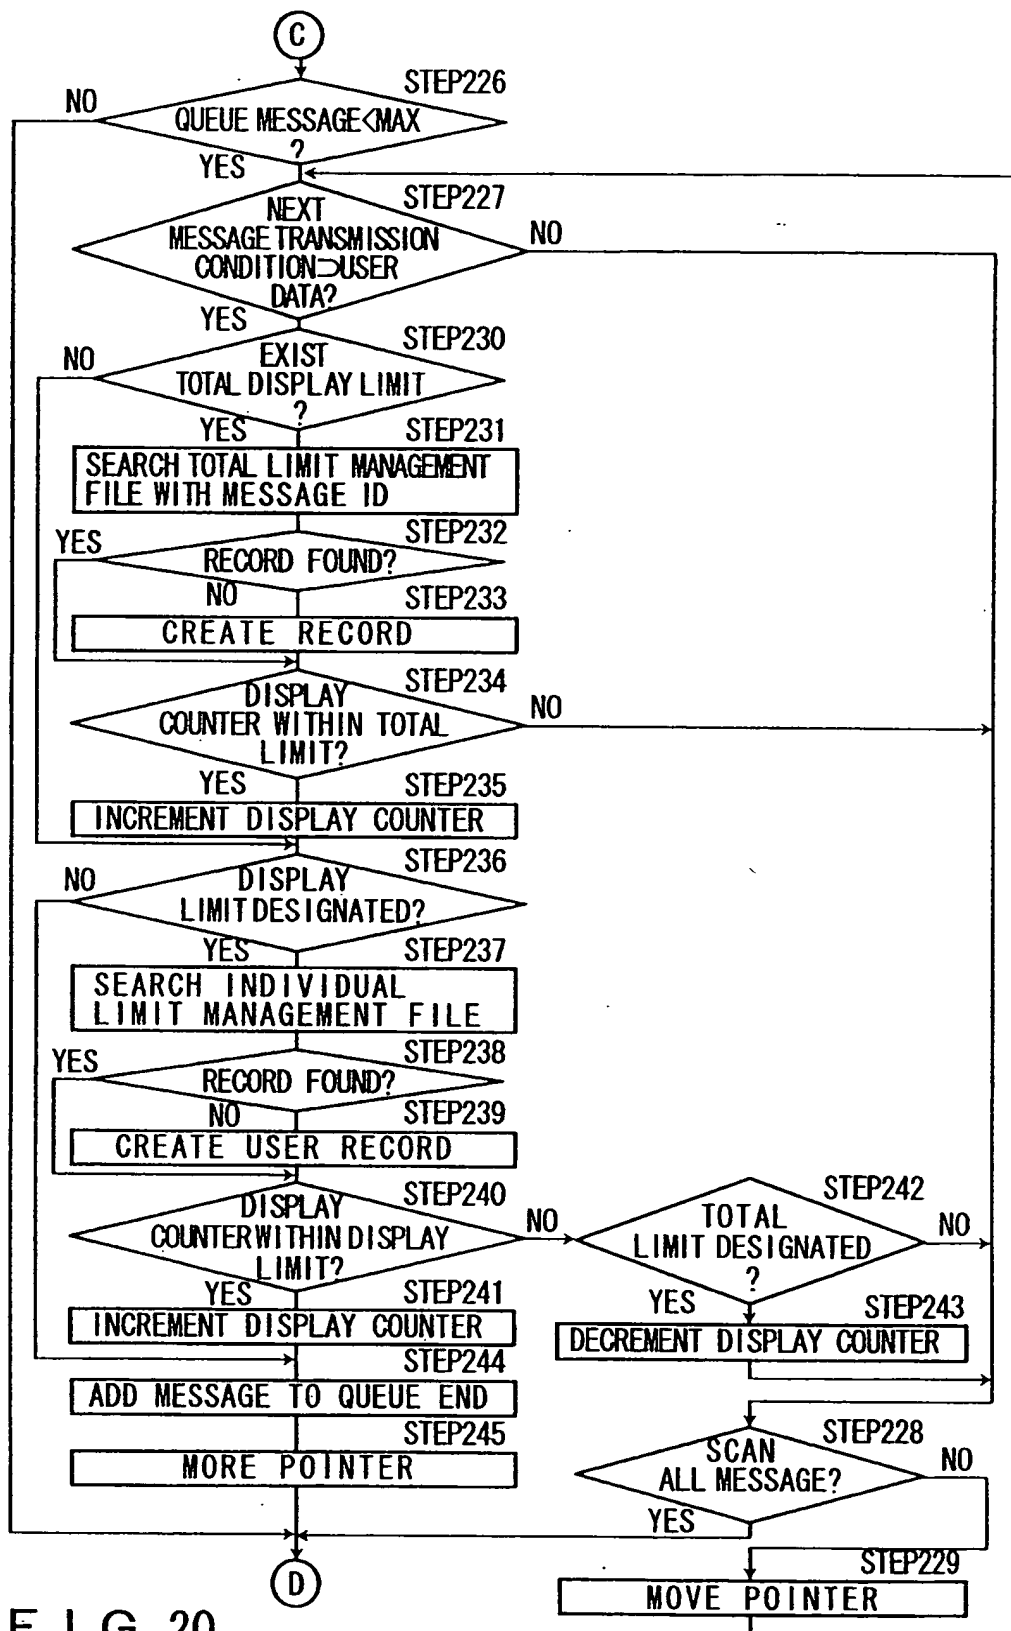 C
STEP226
NO
QUEUE MESSAGE<MAX
?
YES
STEP227
NEXT
MESSAGE TRANSMISSION
CONDITION⊃USER
DATA?
NO
YES
STEP230
NO
EXIST
TOTAL DISPLAY LIMIT
?
YES
STEP231
SEARCH TOTAL LIMIT MANAGEMENT
FILE WITH MESSAGE ID
STEP232
YES
RECORD FOUND?
NO
STEP233
CREATE RECORD
STEP234
DISPLAY
COUNTER WITHIN TOTAL
LIMIT?
NO
YES
STEP235
INCREMENT DISPLAY COUNTER
STEP236
NO
DISPLAY
LIMIT DESIGNATED?
YES
STEP237
SEARCH INDIVIDUAL
LIMIT MANAGEMENT FILE
STEP238
YES
RECORD FOUND?
NO
STEP239
CREATE USER RECORD
STEP240
DISPLAY
COUNTER WITHIN DISPLAY
LIMIT?
NO
STEP242
TOTAL
LIMIT DESIGNATED
?
NO
YES
STEP241
INCREMENT DISPLAY COUNTER
YES
STEP243
DECREMENT DISPLAY COUNTER
STEP244
ADD MESSAGE TO QUEUE END
STEP245
MORE POINTER
STEP228
SCAN
ALL MESSAGE?
NO
YES
D
STEP229
MOVE POINTER
FIG. 20